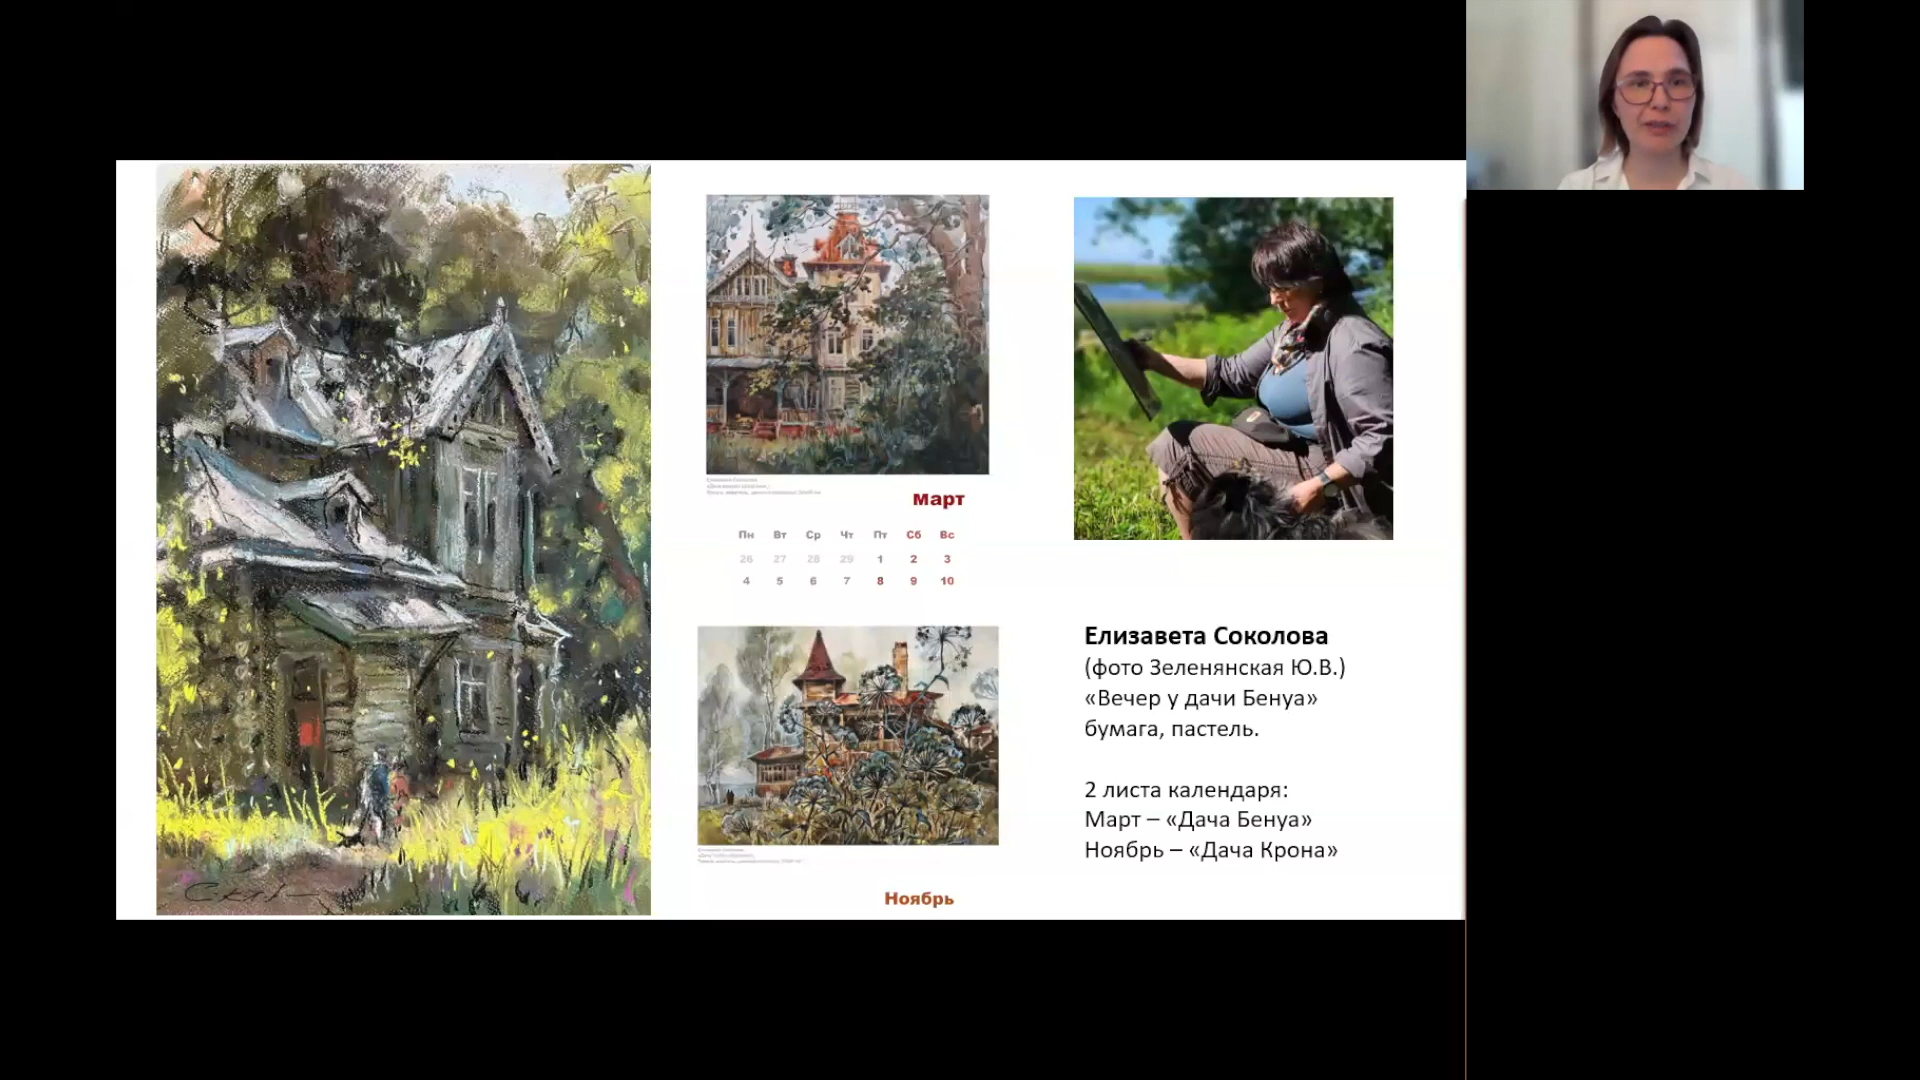 Март
Пн Вт Ср Чт Пт Сб Вс
26 27 28 29 1 2 3
4 5 6 7 8 9 10
Ноябрь
Елизавета Соколова
(фото Зеленянская Ю.В.)
«Вечер у дачи Бенуа»
бумага, пастель.
2 листа календаря:
Март – «Дача Бенуа»
Ноябрь – «Дача Крона»